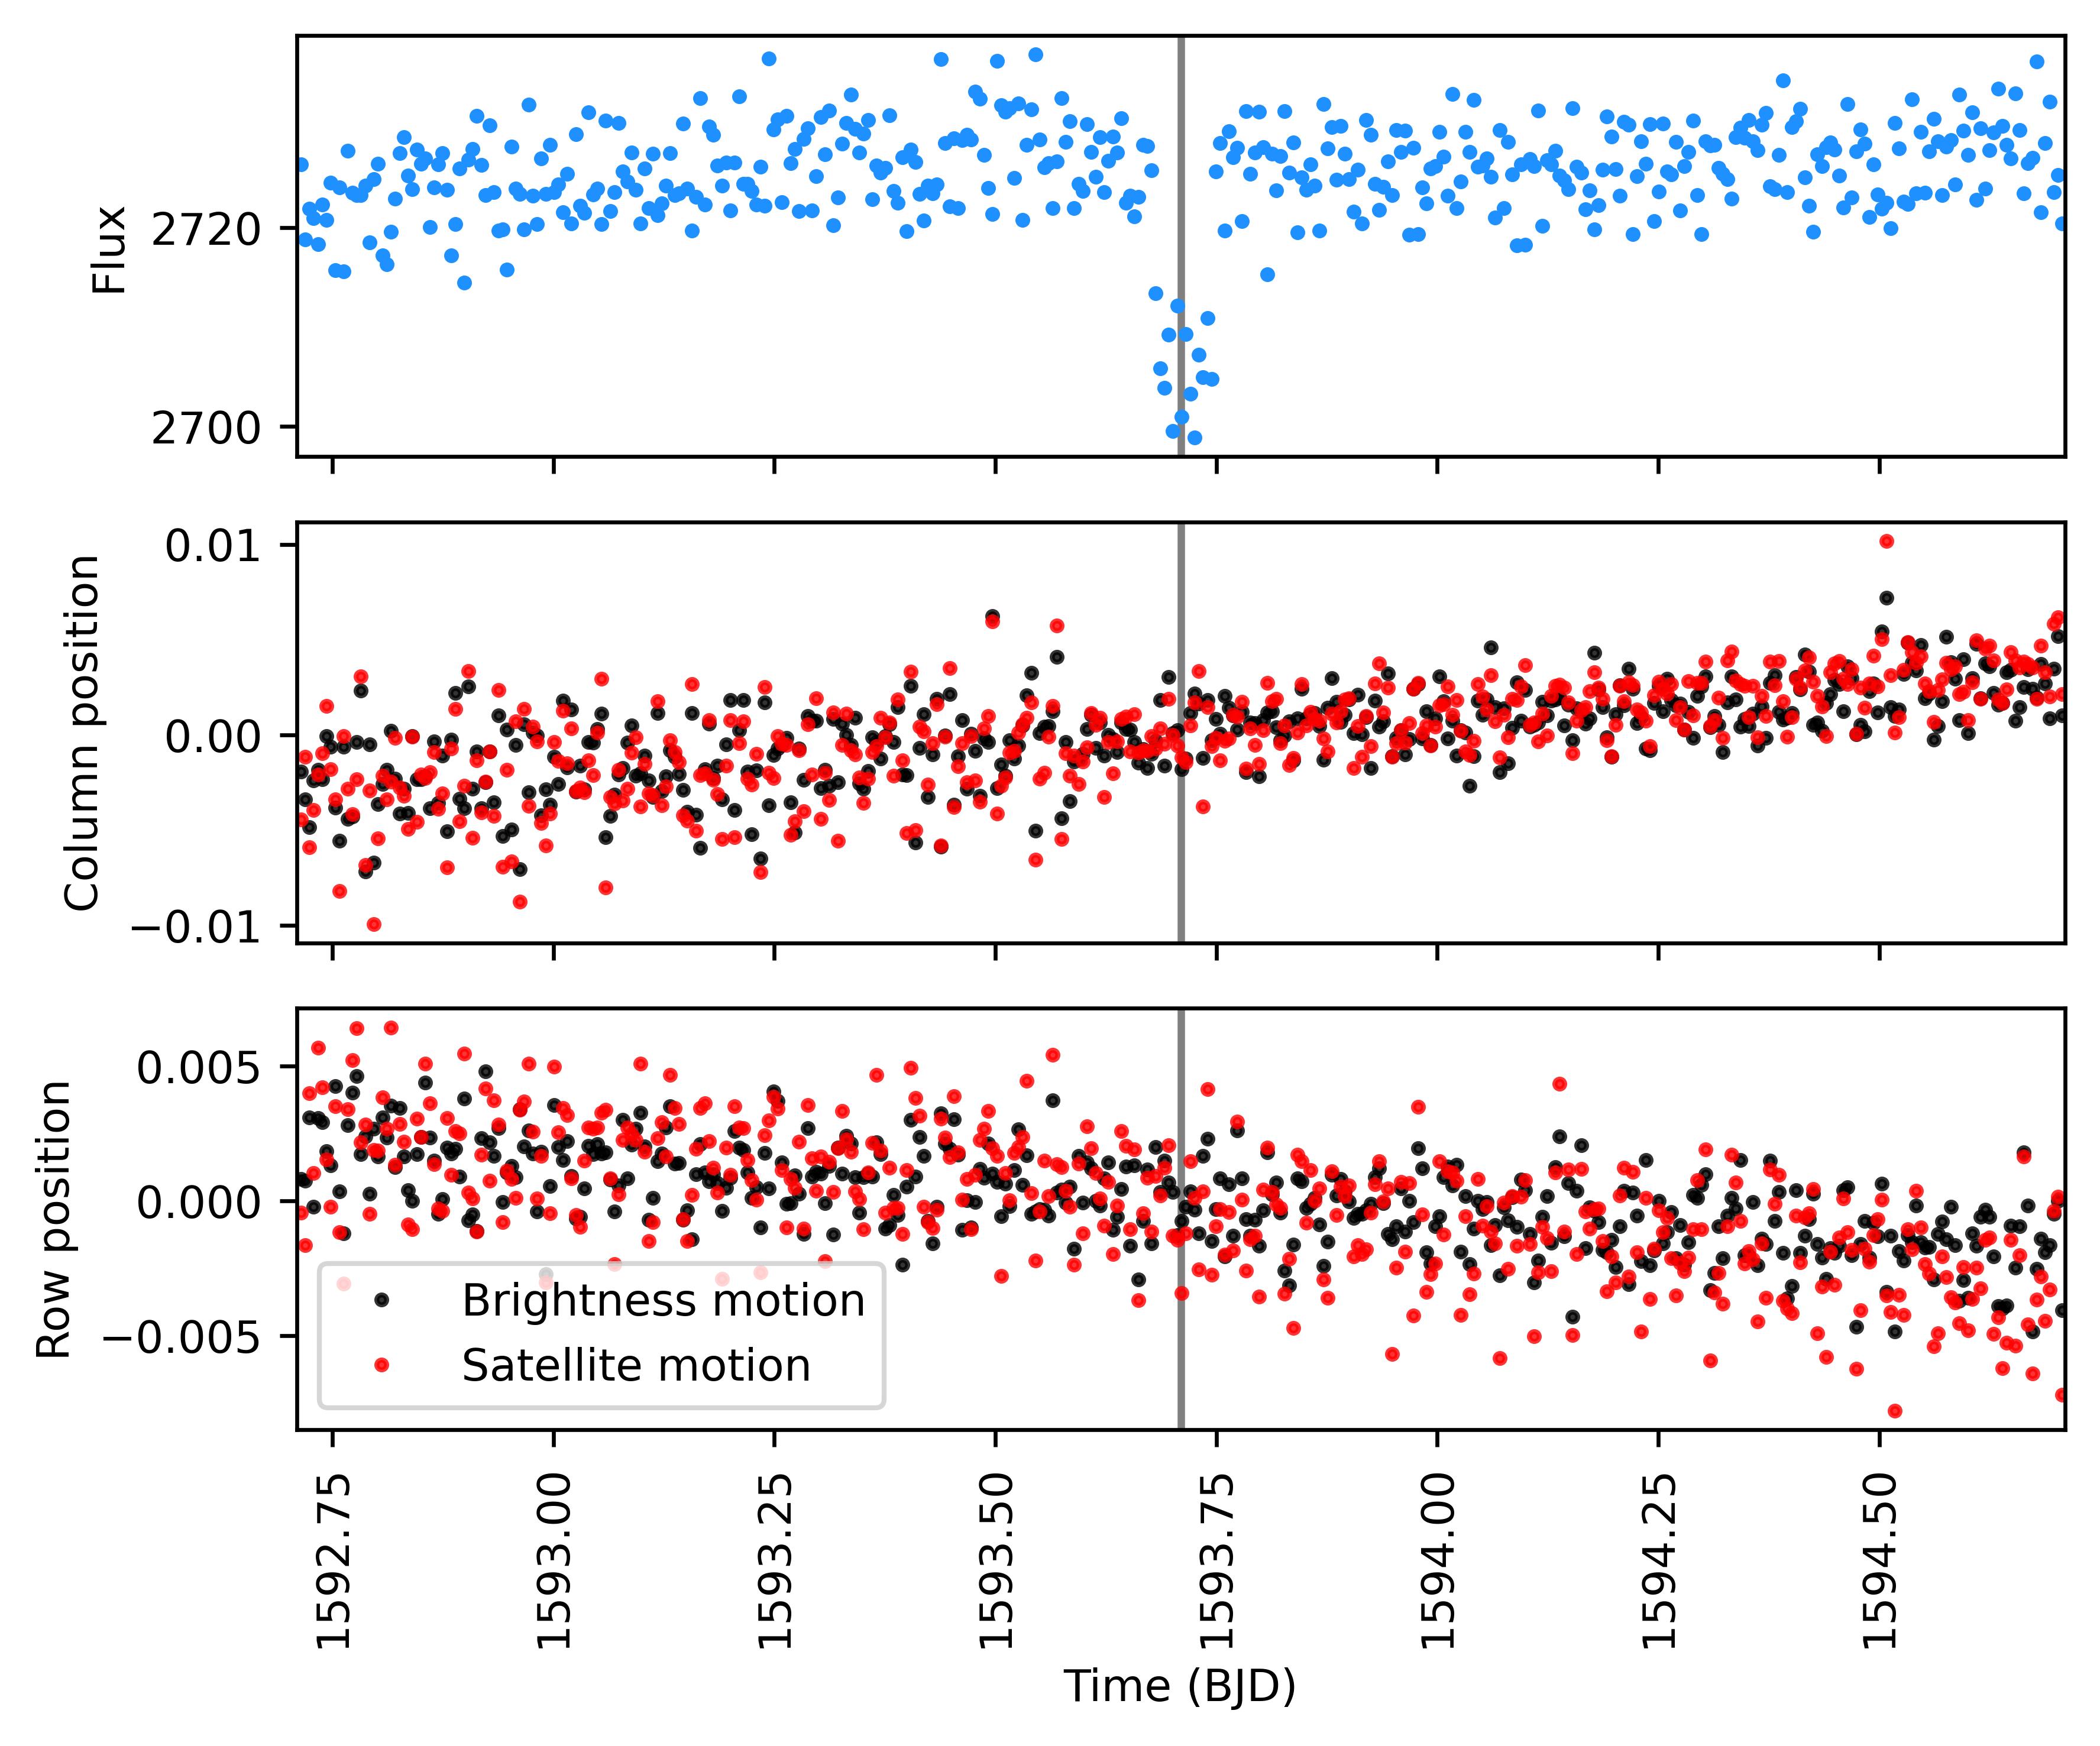 Flux
2720
2700
Column position
0.01
0.00
−0.01
Row position
0.005
0.000
−0.005
Brightness motion
Satellite motion
1592.75
1593.00
1593.25
1593.50
1593.75
1594.00
1594.25
1594.50
Time (BJD)